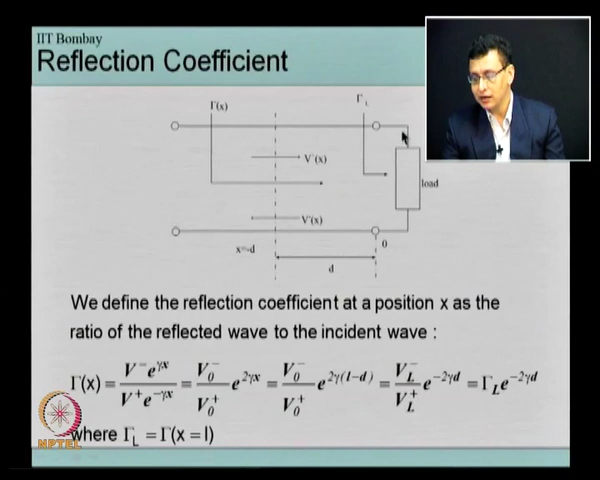 IIT Bombay
Reflection Coefficient
Γ(x)
Γ
V(x)
load
V(x)
x=-d
0
d
We define the reflection coefficient at a position x as the
ratio of the reflected wave to the incident wave :
Γ(x) = V⁻e^{γx} / V⁺e^{-γx} = V₀⁻ / V₀⁺ e^{2γx} = V₀⁻ / V₀⁺ e^{2γ(l-d)} = V_L⁻ / V_L⁺ e^{-2γd} = Γ_L e^{-2γd}
where Γ_L = Γ(x = l)
NPTEL